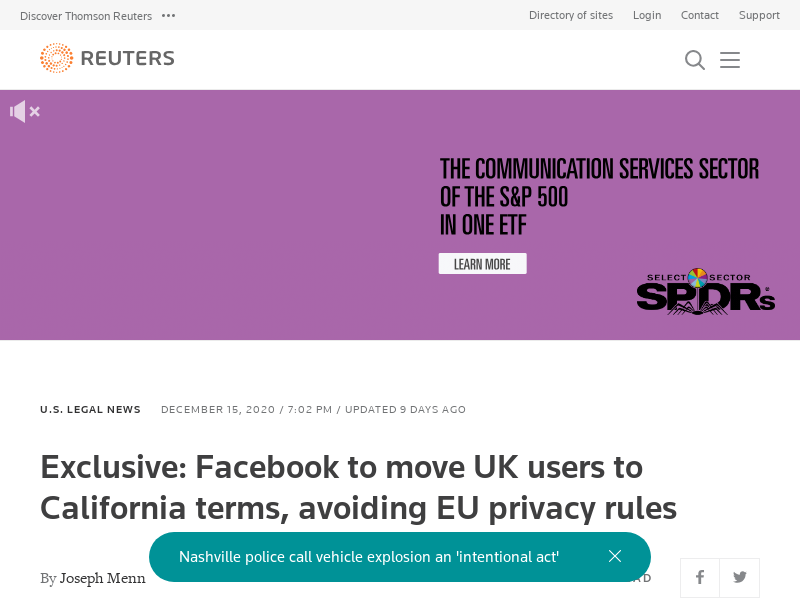 Discover Thomson Reuters
Directory of sites Login Contact Support
REUTERS
THE COMMUNICATION SERVICES SECTOR
OF THE S&P 500
IN ONE ETF
LEARN MORE
SELECT SECTOR
SPDRs
U.S. LEGAL NEWS DECEMBER 15, 2020 / 7:02 PM / UPDATED 9 DAYS AGO
Exclusive: Facebook to move UK users to
California terms, avoiding EU privacy rules
Nashville police call vehicle explosion an 'intentional act'
By Joseph Menn